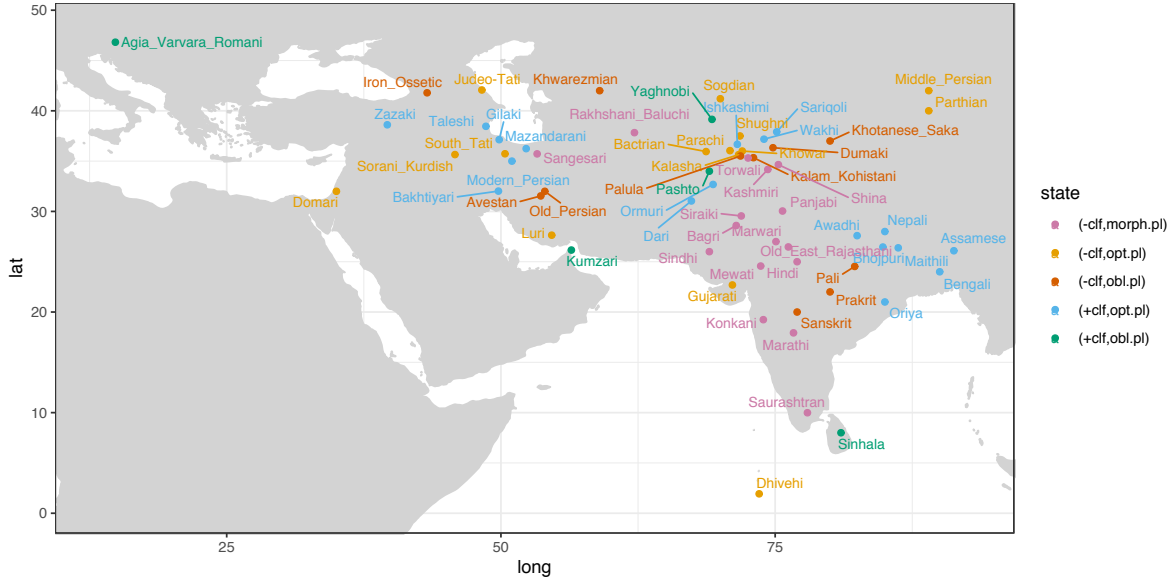 50
Agia_Varvara_Romani
Iron_Ossetic
Judeo-Tati
Khwarezmian
Sogdian
Middle_Persian
Yaghnobi
Ishkashimi
Sariqoli
Parthian
40
Zazaki
Taleshi
Gilaki
Rakhshani_Baluchi
Shughni
Wakhi
Khotanese_Saka
Mazandarani
Parachi
South_Tati
Bactrian
Khowar
Dumaki
Sorani_Kurdish
Sangesari
Kalasha
Torwali
Kalam_Kohistani
Modern_Persian
Palula
Pashto
Kashmiri
Shina
Domari
Bakhtiyari
Avestan
Old_Persian
Ormuri
Siraiki
Panjabi
30
Luri
Dari
Bagri
Marwari
Awadhi
Nepali
Assamese
Kumzari
Sindhi
Old_East_Rajasthani
Bhojpuri
Maithili
Mewati
Hindi
Pali
Bengali
Gujarati
Prakrit
20
Konkani
Sanskrit
Oriya
Marathi
10
Saurashtran
Sinhala
Dhivehi
0
25
50
75
long
lat
state
(-clf,morph.pl)
(-clf,opt.pl)
(-clf,obl.pl)
(+clf,opt.pl)
(+clf,obl.pl)